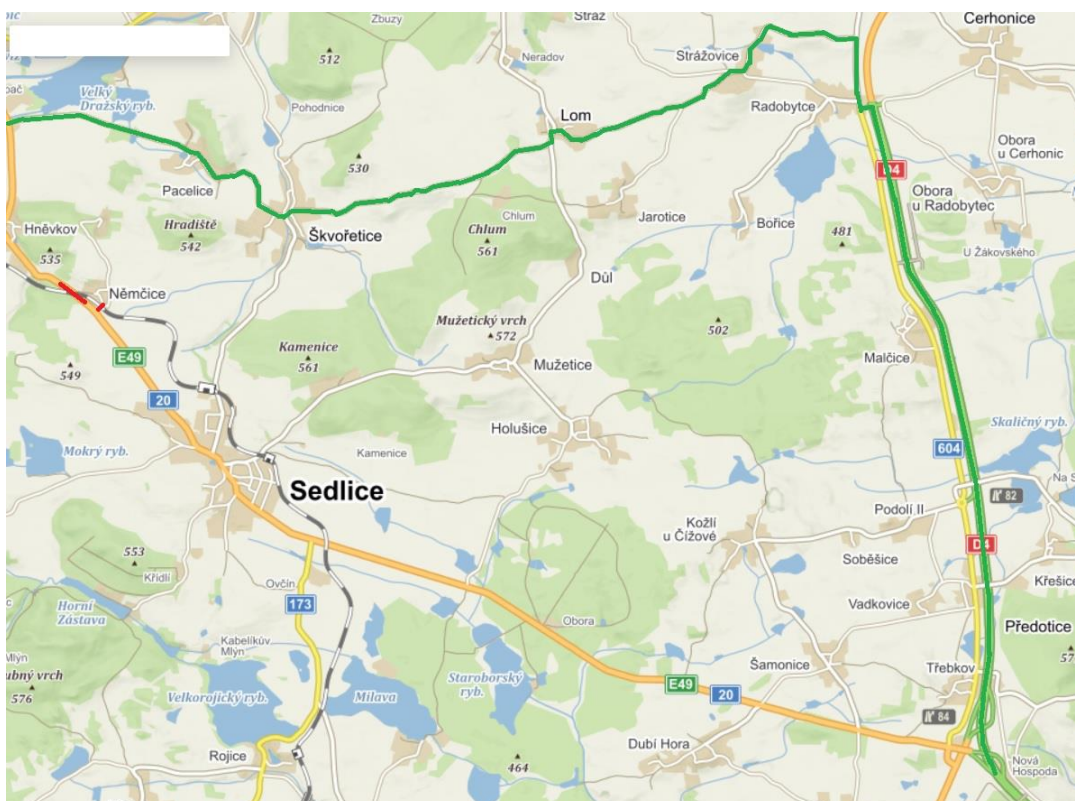 Zbuzy
512
Stráž
Neradov
Cerhonice
Velký
Dražský ryb.
Pohodnice
Strážovice
Radobytce
Lom
530
Obora
u Cerhonic
Pacelice
D4
Obora
u Radobytec
Hněvkov
Hradiště
542
Škvořetice
Chlum
Chlum
561
Jarotice
Bořice
481
U Žákovského
535
Němčice
Důl
Mužetický vrch
572
502
Kamenice
561
E49
549
20
Mužetice
Malčice
Holušice
Skaličný ryb.
Mokrý ryb.
Kamenice
604
Sedlice
82
Podolí II
Kožlí
u Čížové
Soběšice
D4
553
Křidlí
Ovčín
173
Horní
Zástava
Vadkovice
Křešice
Obora
Předotice
Kabelíkův
Mlýn
Mlýn
576
Velkorojický ryb.
Milava
Staroborský
ryb.
Šamonice
Třebkov
E49
20
84
Rojice
464
Dubí Hora
Nová
Hospoda